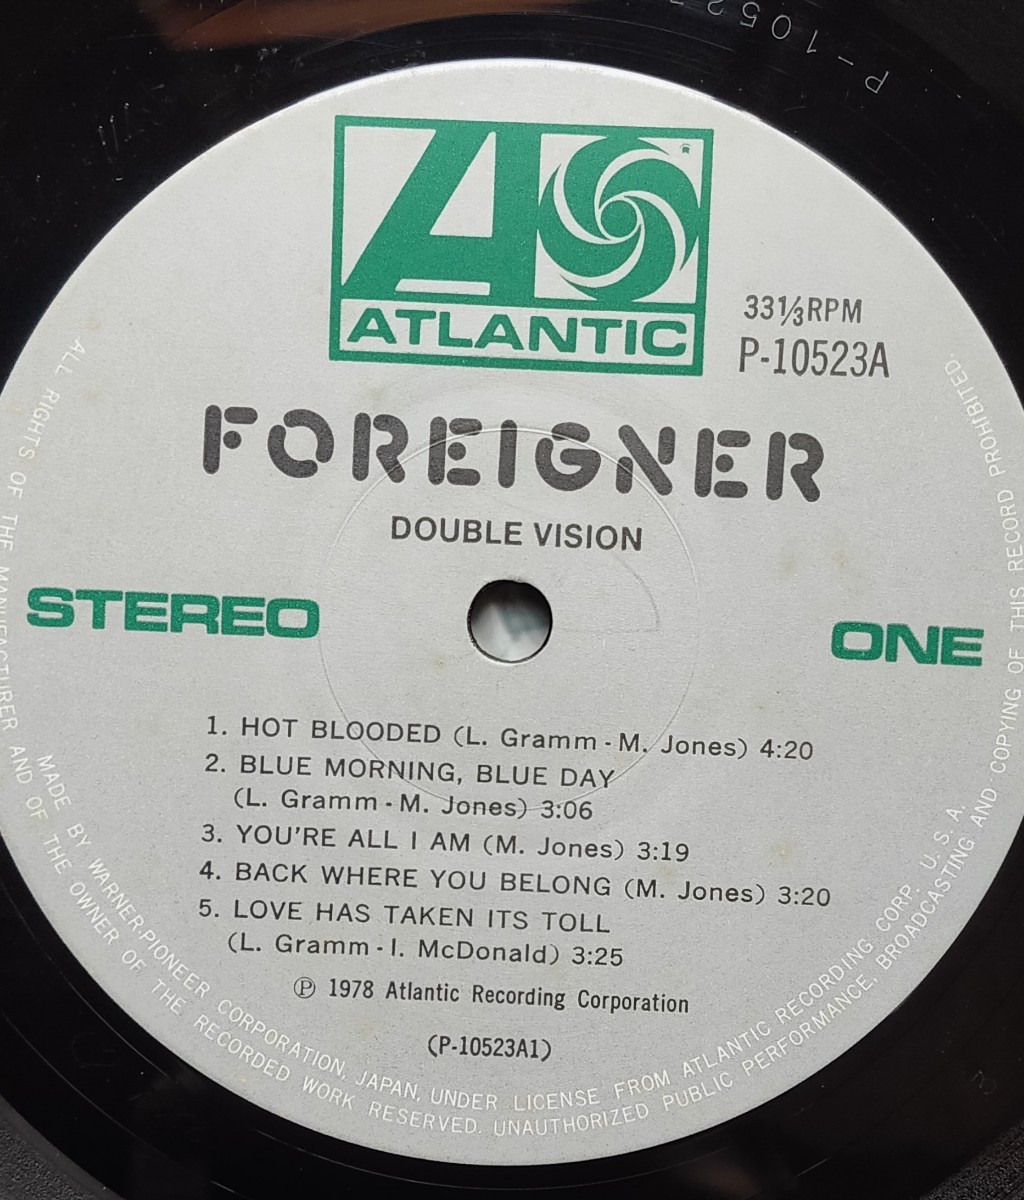 P-1052
ATLANTIC
33⅓RPM
P-10523A
FOREIGNER
DOUBLE VISION
STEREO
ONE
1. HOT BLOODED (L. Gramm - M. Jones) 4:20
2. BLUE MORNING, BLUE DAY
(L. Gramm - M. Jones) 3:06
3. YOU'RE ALL I AM (M. Jones) 3:19
4. BACK WHERE YOU BELONG (M. Jones) 3:20
5. LOVE HAS TAKEN ITS TOLL
(L. Gramm - I. McDonald) 3:25
Ⓟ 1978 Atlantic Recording Corporation
(P-10523A1)
MADE BY WARNER-PIONEER CORPORATION, JAPAN, UNDER LICENSE FROM ATLANTIC RECORDING CORP. U. S. A.
ALL RIGHTS OF THE MANUFACTURER AND OF THE OWNER OF THE RECORDED WORK RESERVED. UNAUTHORIZED PUBLIC PERFORMANCE, BROADCASTING AND COPYING OF THIS RECORD PROHIBITED.